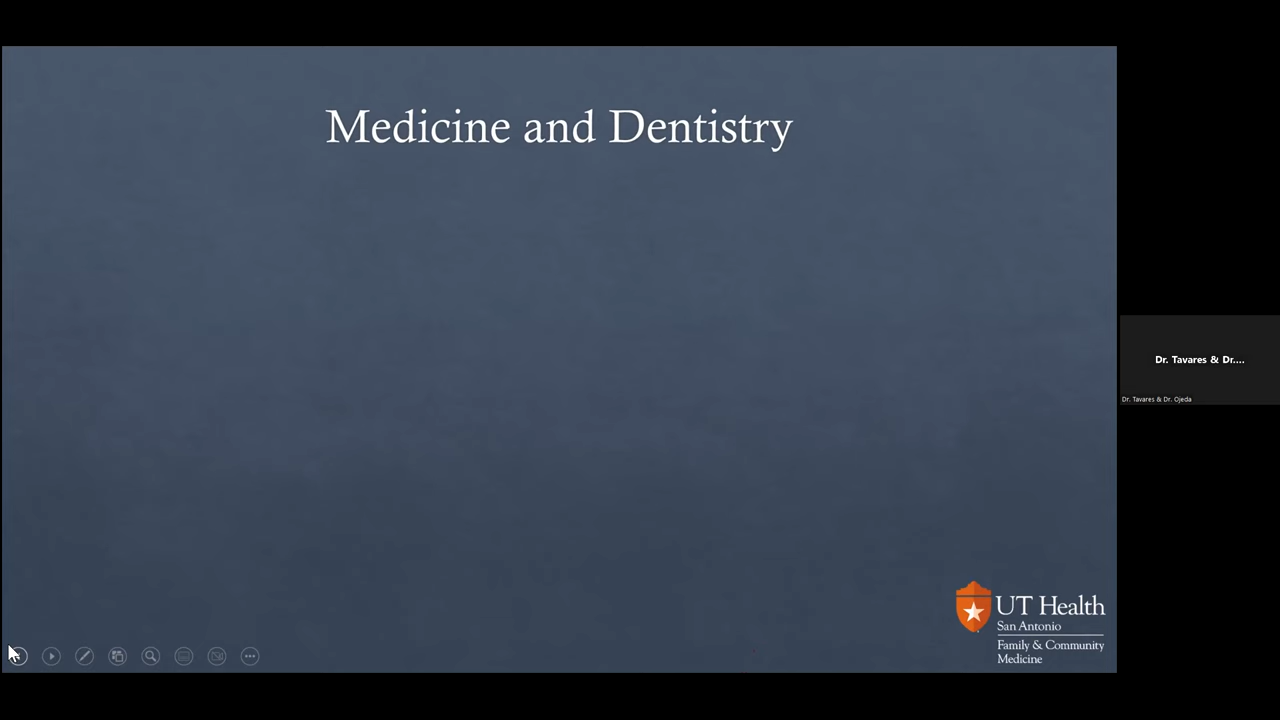 Medicine and Dentistry
Dr. Tavares & Dr....
Dr. Tavares & Dr. Ojeda
UT Health
San Antonio
Family & Community
Medicine